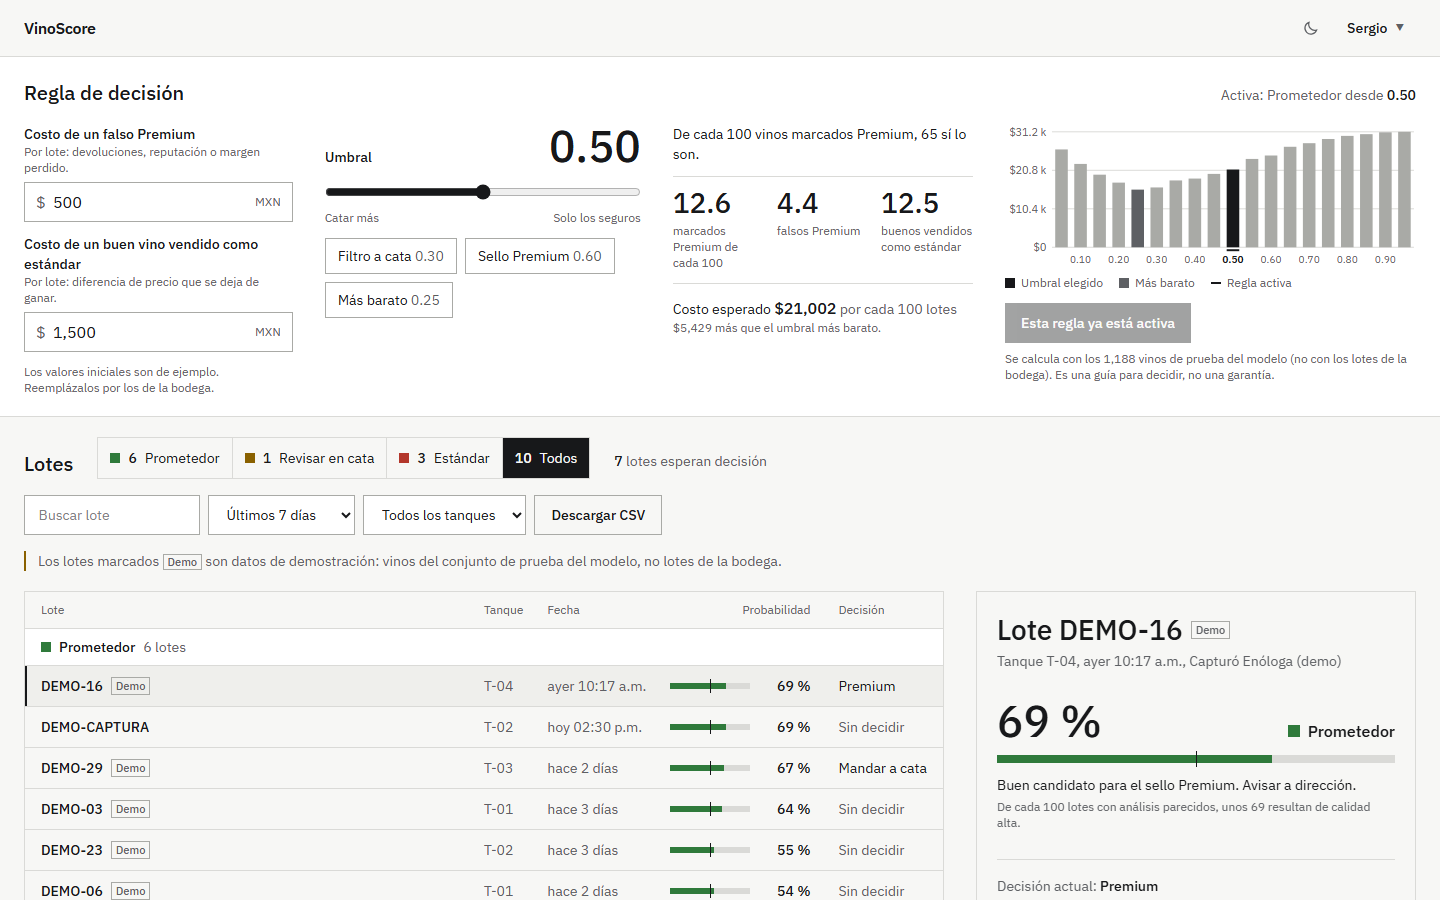 VinoScore
Sergio
Regla de decisión
Activa: Prometedor desde 0.50
Costo de un falso Premium
Por lote: devoluciones, reputación o margen
perdido.
$ 500 MXN
Costo de un buen vino vendido como
estándar
Por lote: diferencia de precio que se deja de
ganar.
$ 1,500 MXN
Los valores iniciales son de ejemplo.
Reemplázalos por los de la bodega.
Umbral 0.50
Catar más Solo los seguros
Filtro a cata 0.30 Sello Premium 0.60
Más barato 0.25
De cada 100 vinos marcados Premium, 65 sí lo
son.
12.6 4.4 12.5
marcados
Premium de
cada 100
falsos Premium
buenos vendidos
como estándar
Costo esperado $21,002 por cada 100 lotes
$5,429 más que el umbral más barato.
$31.2 k
$20.8 k
$10.4 k
$0
0.10 0.20 0.30 0.40 0.50 0.60 0.70 0.80 0.90
Umbral elegido Más barato Regla activa
Esta regla ya está activa
Se calcula con los 1,188 vinos de prueba del modelo (no con los lotes de la
bodega). Es una guía para decidir, no una garantía.
Lotes
6 Prometedor 1 Revisar en cata 3 Estándar 10 Todos
7 lotes esperan decisión
Buscar lote Últimos 7 días Todos los tanques Descargar CSV
Los lotes marcados Demo son datos de demostración: vinos del conjunto de prueba del modelo, no lotes de la bodega.
Lote Tanque Fecha Probabilidad Decisión
Prometedor 6 lotes
DEMO-16 Demo T-04 ayer 10:17 a.m. 69 % Premium
DEMO-CAPTURA T-02 hoy 02:30 p.m. 69 % Sin decidir
DEMO-29 Demo T-03 hace 2 días 67 % Mandar a cata
DEMO-03 Demo T-01 hace 3 días 64 % Sin decidir
DEMO-23 Demo T-02 hace 3 días 55 % Sin decidir
DEMO-06 Demo T-01 hace 2 días 54 % Sin decidir
Lote DEMO-16 Demo
Tanque T-04, ayer 10:17 a.m., Capturó Enóloga (demo)
69 % Prometedor
Buen candidato para el sello Premium. Avisar a dirección.
De cada 100 lotes con análisis parecidos, unos 69 resultan de calidad
alta.
Decisión actual: Premium